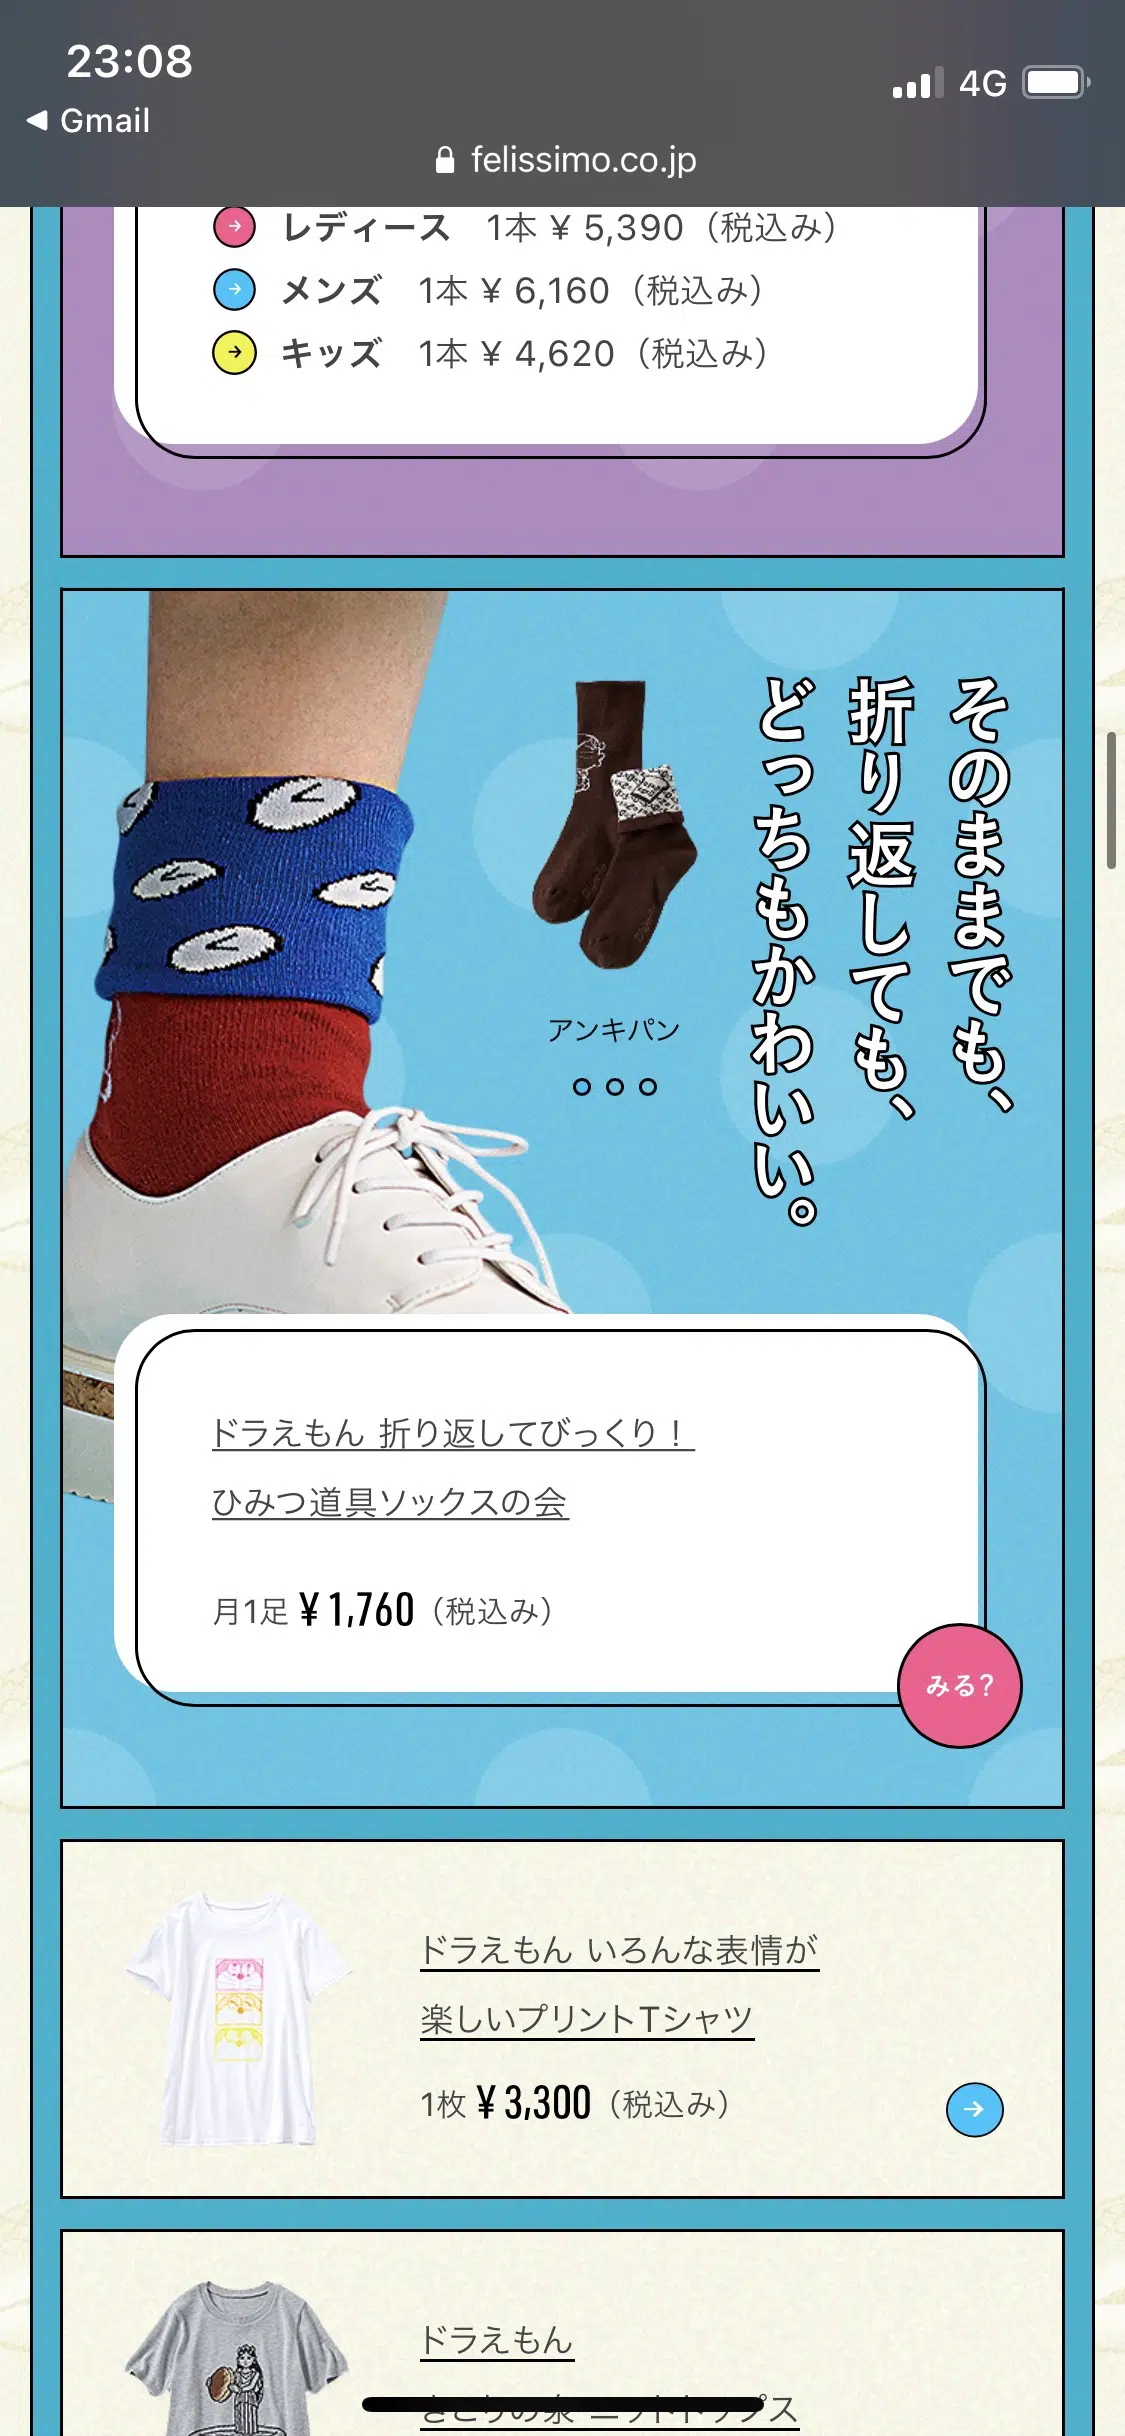 23:08
4G
Gmail
felissimo.co.jp
レディース 1本 ¥ 5,390（税込み）
メンズ 1本 ¥ 6,160（税込み）
キッズ 1本 ¥ 4,620（税込み）
そのままでも、
折り返しても、
どっちもかわいい。
アンキパン
ドラえもん 折り返してびっくり！
ひみつ道具ソックスの会
月1足 ¥1,760（税込み）
みる?
ドラえもん いろんな表情が
楽しいプリントTシャツ
1枚 ¥3,300（税込み）
ドラえもん